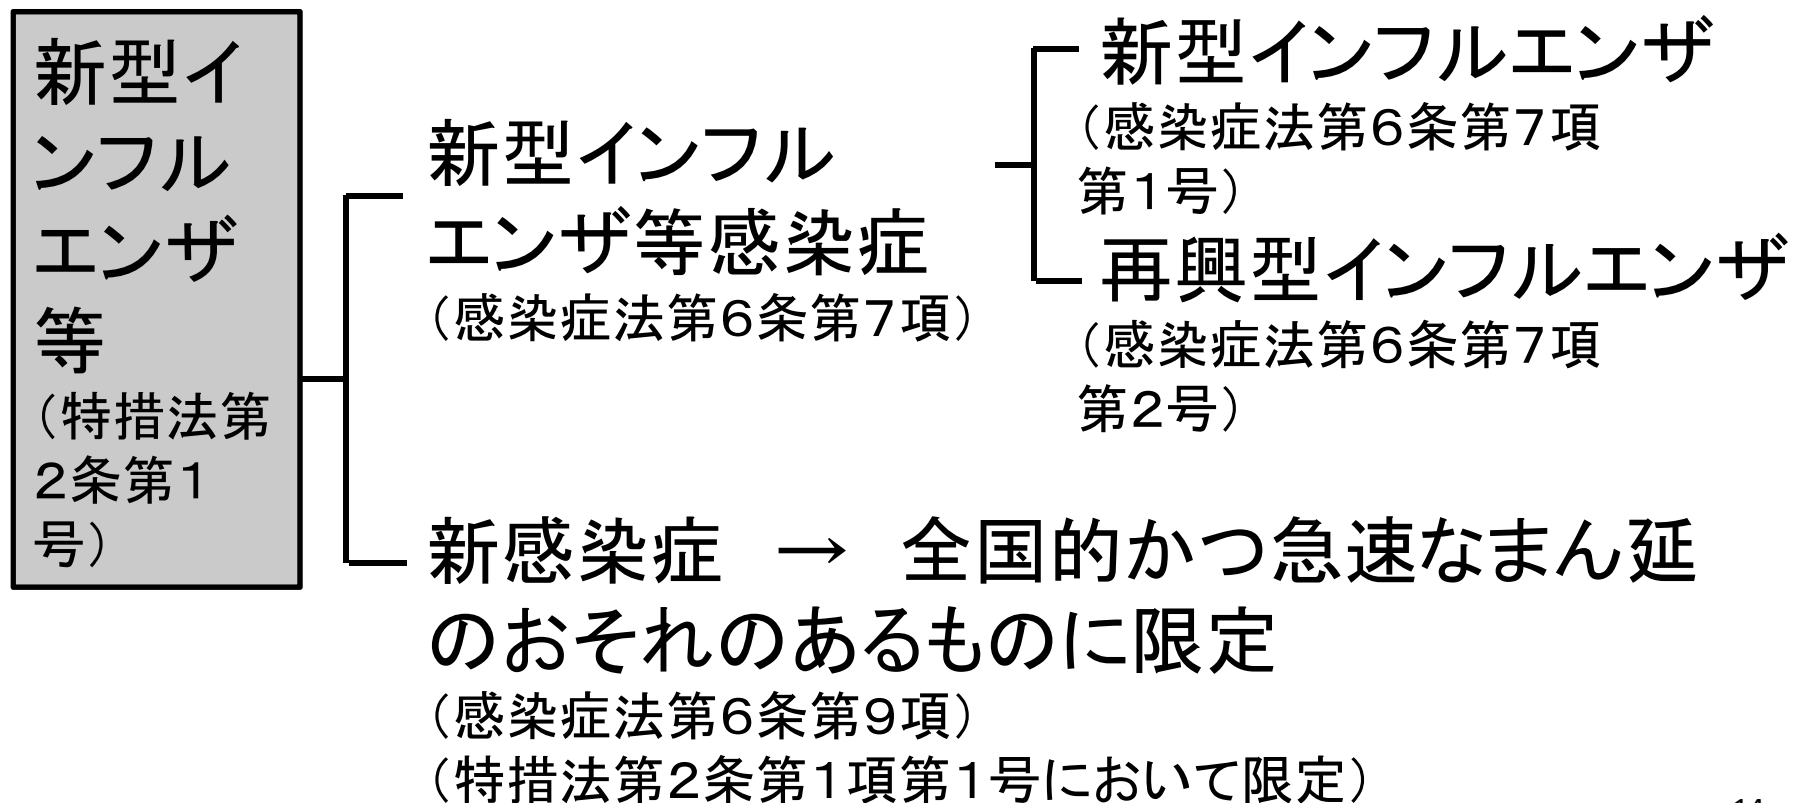 新型イ
ンフル
エンザ
等
（特措法第
２条第１
号）
新型インフル
エンザ等感染症
（感染症法第６条第７項）
新型インフルエンザ
（感染症法第６条第７項
第１号）
再興型インフルエンザ
（感染症法第６条第７項
第２号）
新感染症　→　全国的かつ急速なまん延
のおそれのあるものに限定
（感染症法第６条第９項）
（特措法第２条第１項第１号において限定）